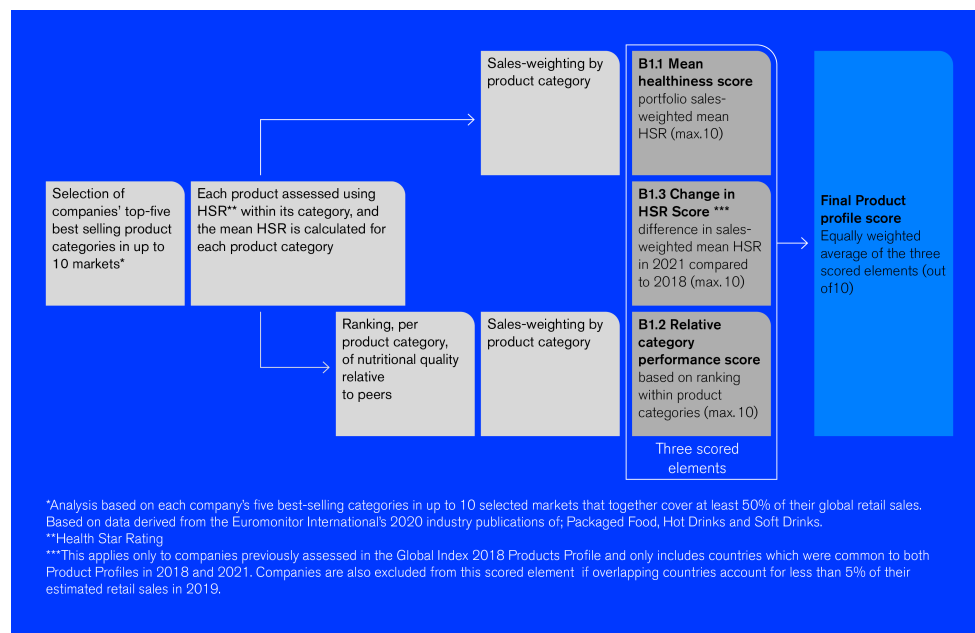 Sales-weighting by
product category
B1.1 Mean
healthiness score
portfolio sales-
weighted mean
HSR (max.10)
Selection of
companies' top-five
best selling product
categories in up to
10 markets*
Each product assessed using
HSR** within its category, and
the mean HSR is calculated for
each product category
B1.3 Change in
HSR Score ***
difference in sales-
weighted mean HSR
in 2021 compared
to 2018 (max.10)
Final Product
profile score
Equally weighted
average of the three
scored elements (out
of10)
Ranking, per
product category,
of nutritional quality
relative
to peers
Sales-weighting by
product category
B1.2 Relative
category
performance score
based on ranking
within product
categories (max. 10)
Three scored
elements
*Analysis based on each company's five best-selling categories in up to 10 selected markets that together cover at least 50% of their global retail sales.
Based on data derived from the Euromonitor International's 2020 industry publications of; Packaged Food, Hot Drinks and Soft Drinks.
**Health Star Rating
***This applies only to companies previously assessed in the Global Index 2018 Products Profile and only includes countries which were common to both
Product Profiles in 2018 and 2021. Companies are also excluded from this scored element  if overlapping countries account for less than 5% of their
estimated retail sales in 2019.